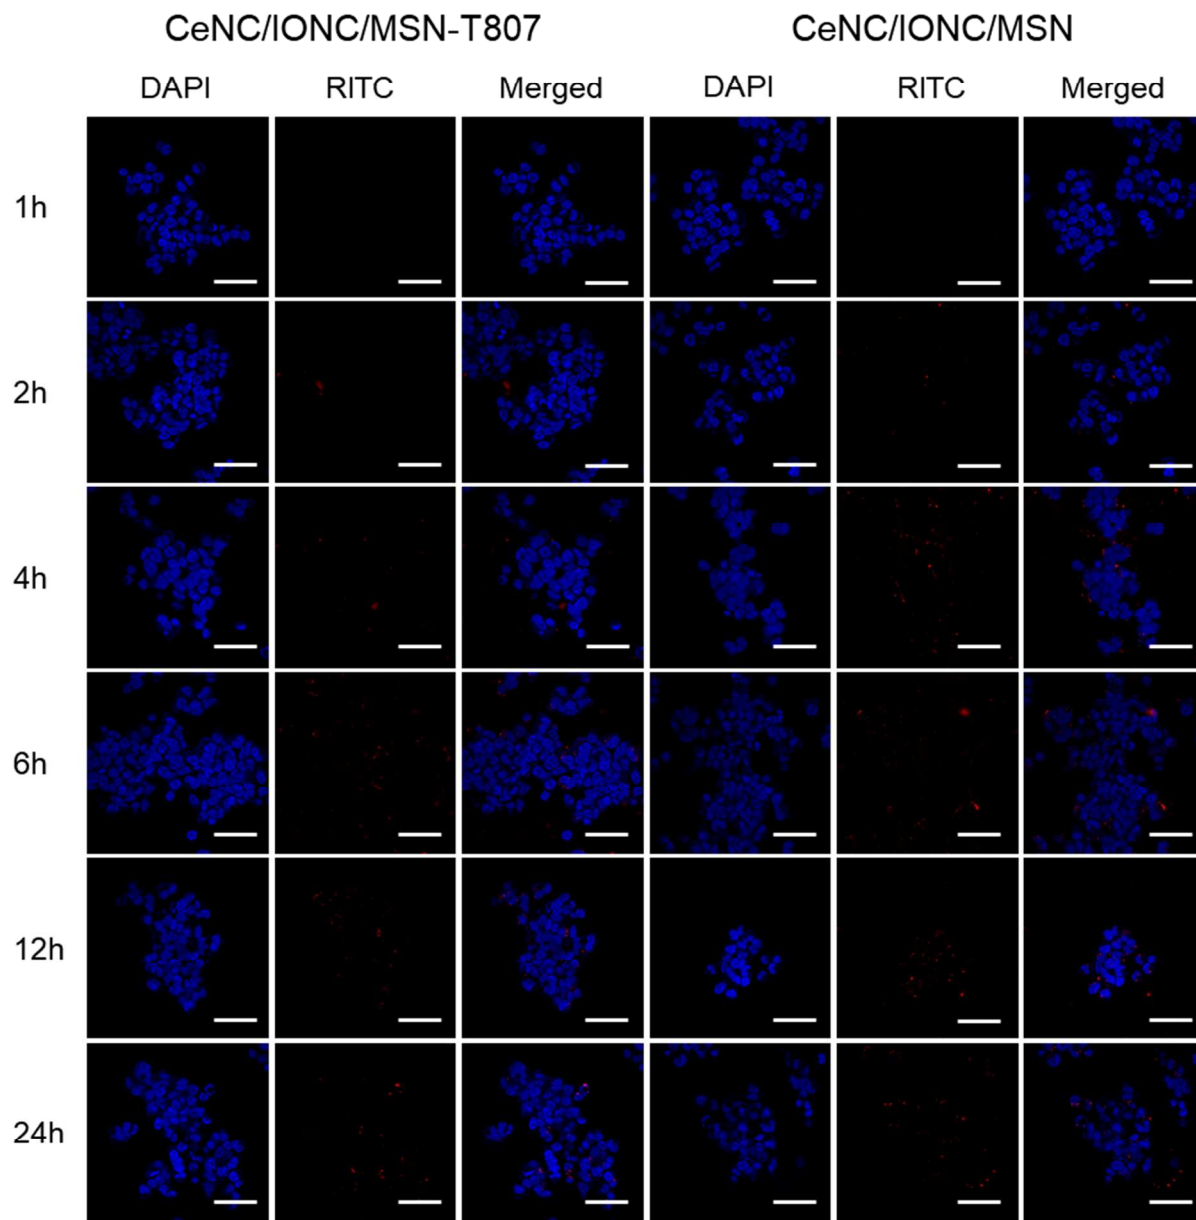 CeNC/IONC/MSN-T807 CeNC/IONC/MSN
DAPI RITC Merged DAPI RITC Merged
1h
2h
4h
6h
12h
24h